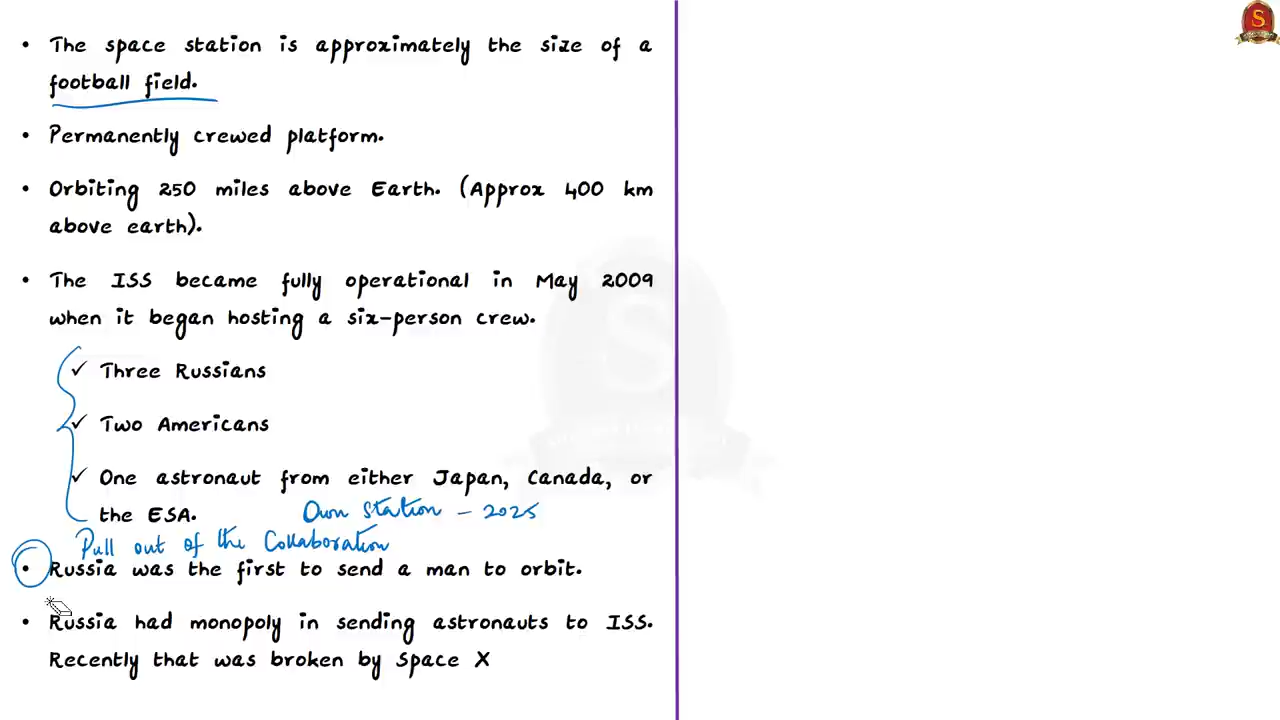 • The space station is approximately the size of a
football field.
• Permanently crewed platform.
• Orbiting 250 miles above Earth. (Approx 400 km
above earth).
• The ISS became fully operational in May 2009
when it began hosting a six-person crew.
✓ Three Russians
✓ Two Americans
✓ One astronaut from either Japan, Canada, or
the ESA.
Own Station - 2025
Pull out of the Collaboration
• Russia was the first to send a man to orbit.
• Russia had monopoly in sending astronauts to ISS.
Recently that was broken by Space X
S